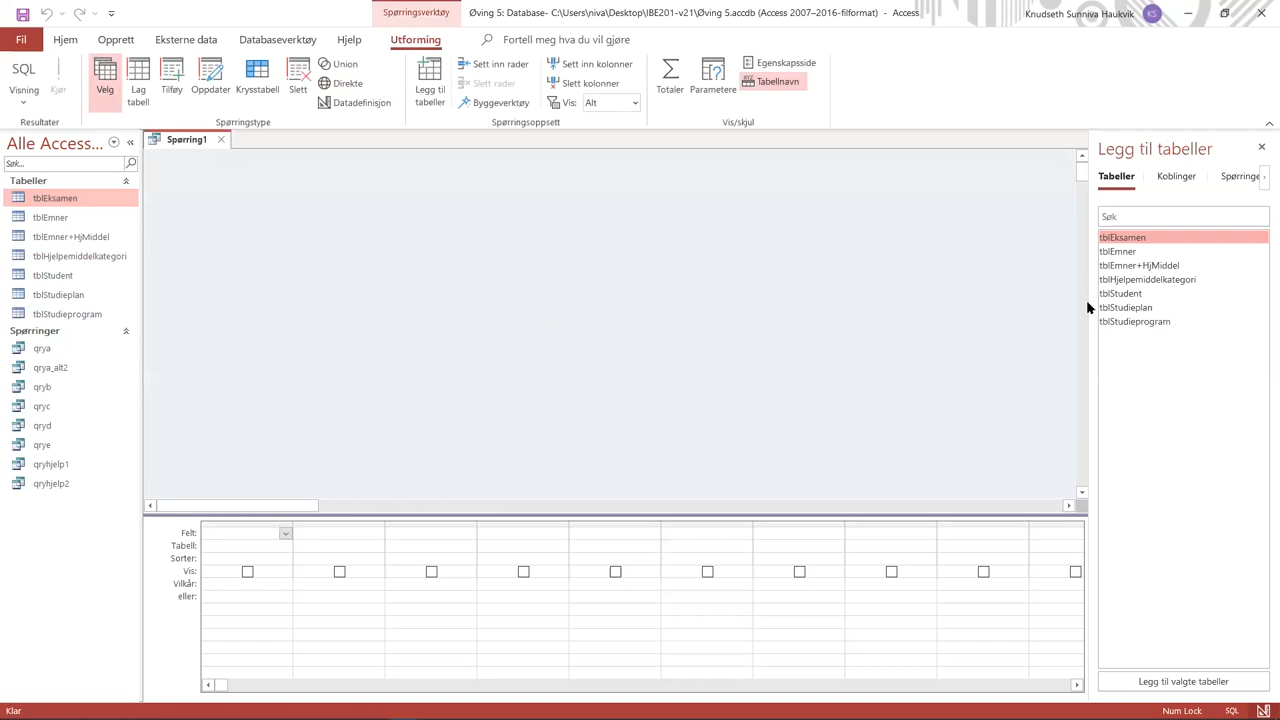 Spørringsverktøy
Øving 5: Database- C:\Users\niva\Desktop\IBE201-v21\Øving 5.accdb (Access 2007–2016-filformat) - Access
Knudseth Sunniva Haukvik
KS
Fil
Hjem
Opprett
Eksterne data
Databaseverktøy
Hjelp
Utforming
Fortell meg hva du vil gjøre
SQL
Visning
Kjør
Resultater
Velg
Lag
tabell
Tilføy
Oppdater
Krysstabell
Slett
Union
Direkte
Datadefinisjon
Spørringstype
Legg til
tabeller
Sett inn rader
Slett rader
Byggeverktøy
Sett inn kolonner
Slett kolonner
Vis:
Alt
Spørringsoppsett
Totaler
Parametere
Egenskapsside
XYZ
Tabellnavn
Vis/skjul
Alle Access...
Søk...
Tabeller
tblEksamen
tblEmner
tblEmner+HjMiddel
tblHjelpemiddelkategori
tblStudent
tblStudieplan
tblStudieprogram
Spørringer
qrya
qrya_alt2
qryb
qryc
qryd
qrye
qryhjelp1
qryhjelp2
Spørring1
Felt:
Tabell:
Sorter:
Vis:
Vilkår:
eller:
Legg til tabeller
Tabeller
Koblinger
Spørringe
Søk
tblEksamen
tblEmner
tblEmner+HjMiddel
tblHjelpemiddelkategori
tblStudent
tblStudieplan
tblStudieprogram
Legg til valgte tabeller
Klar
Num Lock
SQL